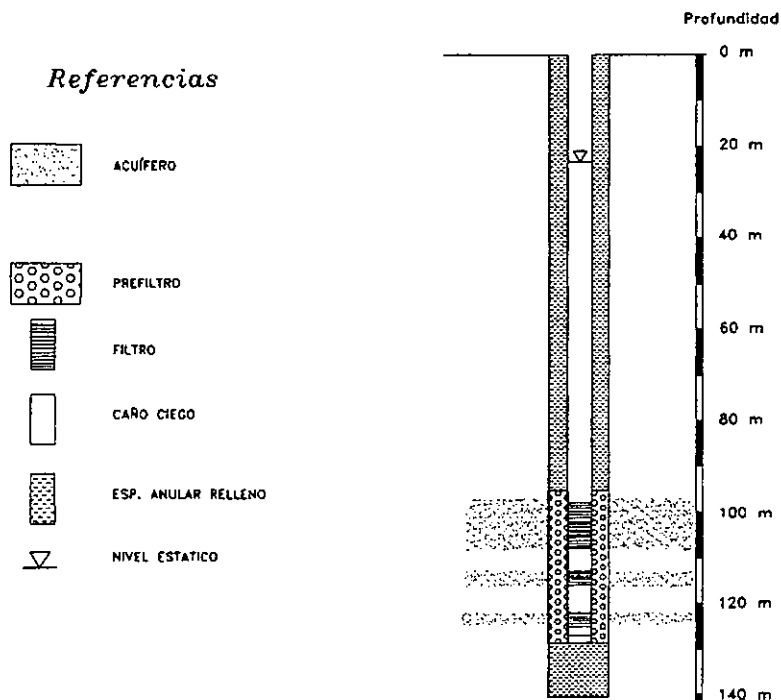 Referencias
ACUÍFERO
PREFILTRO
FILTRO
CAÑO CIEGO
ESP. ANULAR RELLENO
NIVEL ESTATICO
Profundidad
0 m
20 m
40 m
60 m
80 m
100 m
120 m
140 m